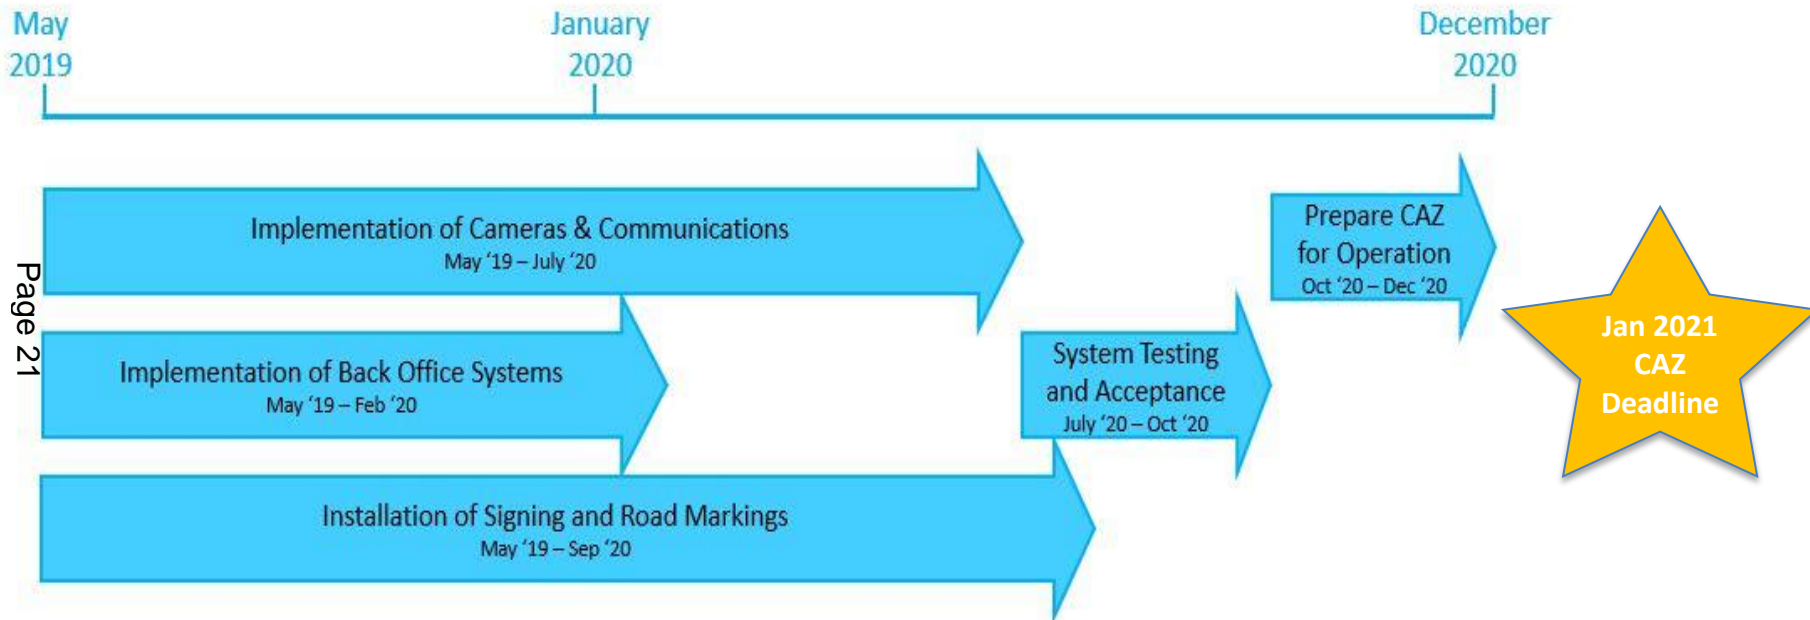 May
2019
January
2020
December
2020
Implementation of Cameras & Communications
May ‘19 – July ‘20
Prepare CAZ
for Operation
Oct ‘20 – Dec ‘20
Page 21
Implementation of Back Office Systems
May ‘19 – Feb ‘20
System Testing
and Acceptance
July ‘20 – Oct ‘20
Jan 2021
CAZ
Deadline
Installation of Signing and Road Markings
May ‘19 – Sep ‘20